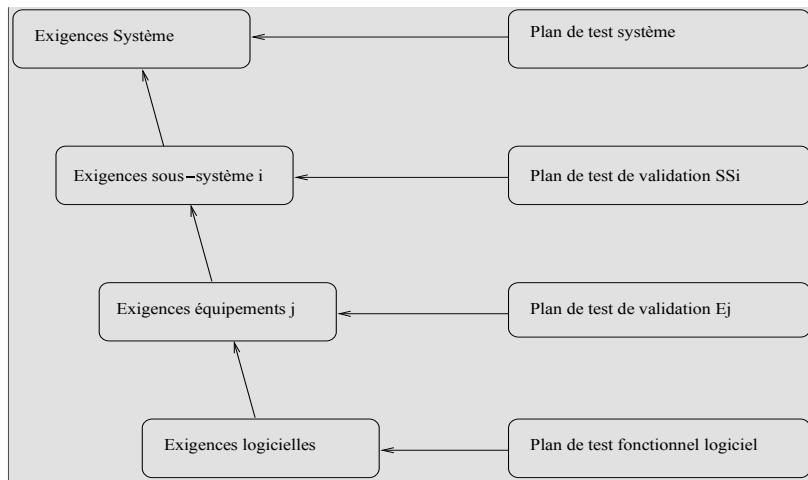 Exigences Système
Plan de test système
Exigences sous−système i
Plan de test de validation SSi
Exigences équipements j
Plan de test de validation Ej
Exigences logicielles
Plan de test fonctionnel logiciel